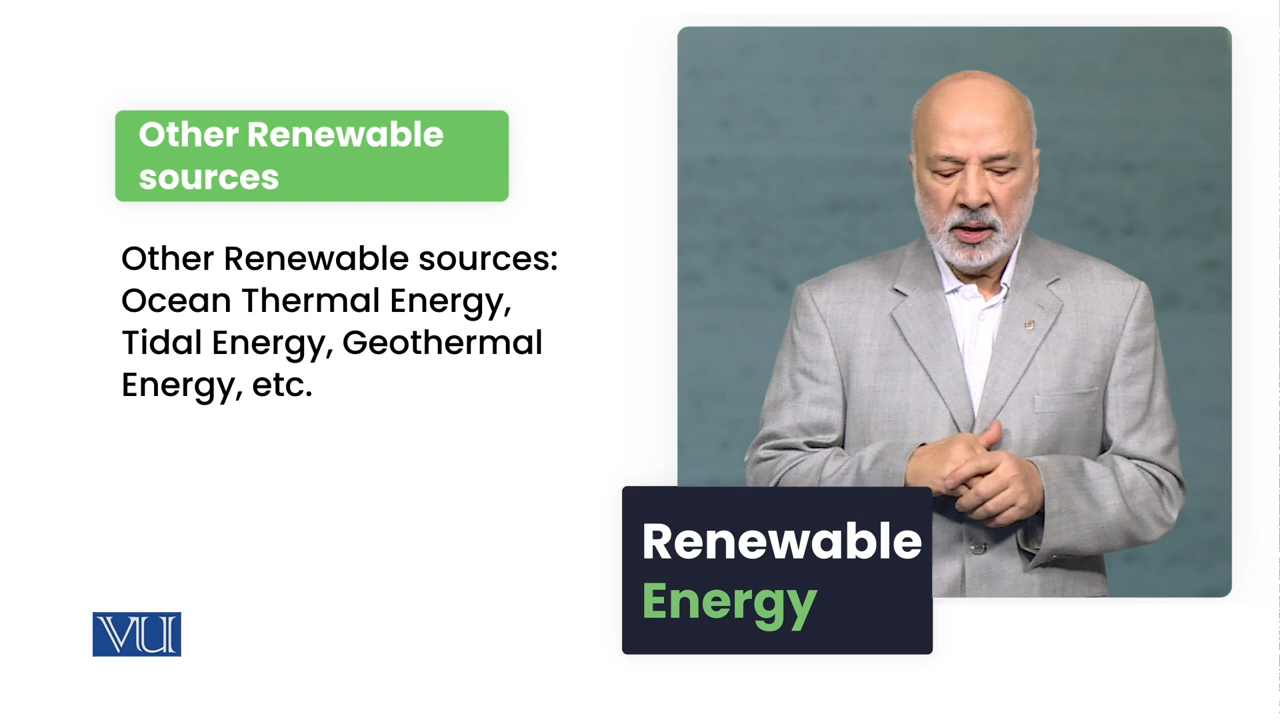 Other Renewable
sources
Other Renewable sources:
Ocean Thermal Energy,
Tidal Energy, Geothermal
Energy, etc.
Renewable
Energy
VU